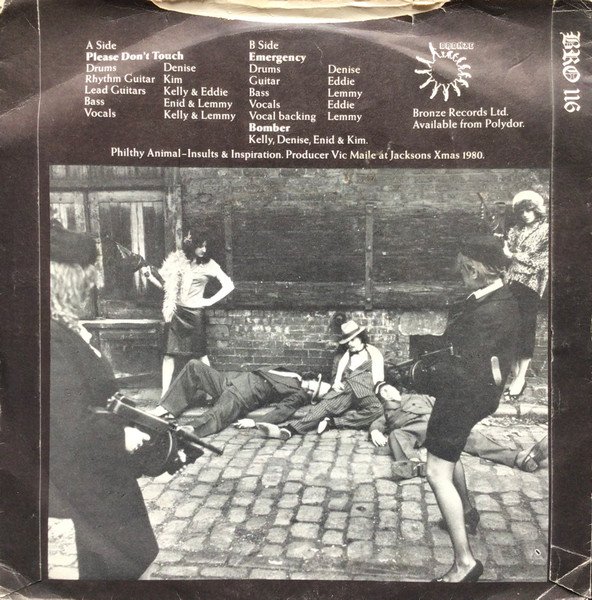 A Side
Please Don't Touch
Drums Denise
Rhythm Guitar Kim
Lead Guitars Kelly & Eddie
Bass Enid & Lemmy
Vocals Kelly & Lemmy
B Side
Emergency
Drums Denise
Guitar Eddie
Bass Lemmy
Vocals Eddie
Vocal backing Lemmy
Bomber
Kelly, Denise, Enid & Kim.
BRONZE
Bronze Records Ltd.
Available from Polydor.
BRO 116
Philthy Animal–Insults & Inspiration. Producer Vic Maile at Jacksons Xmas 1980.